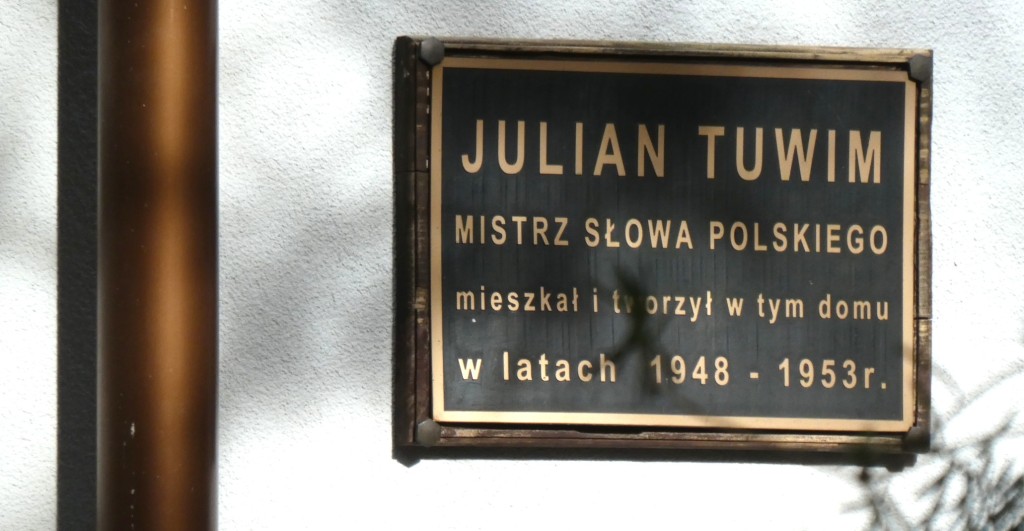 JULIAN TUWIM
MISTRZ SŁOWA POLSKIEGO
mieszkał i tworzył w tym domu
w latach 1948 - 1953r.